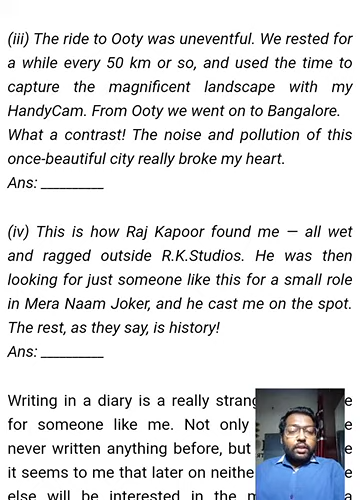 (iii) The ride to Ooty was uneventful. We rested for
a while every 50 km or so, and used the time to
capture the magnificent landscape with my
HandyCam. From Ooty we went on to Bangalore.
What a contrast! The noise and pollution of this
once-beautiful city really broke my heart.
Ans: __________
(iv) This is how Raj Kapoor found me — all wet
and ragged outside R.K.Studios. He was then
looking for just someone like this for a small role
in Mera Naam Joker, and he cast me on the spot.
The rest, as they say, is history!
Ans: __________
Writing in a diary is a really
for someone like me. Not only
never written anything before, but
it seems to me that later on
else will be interested in the